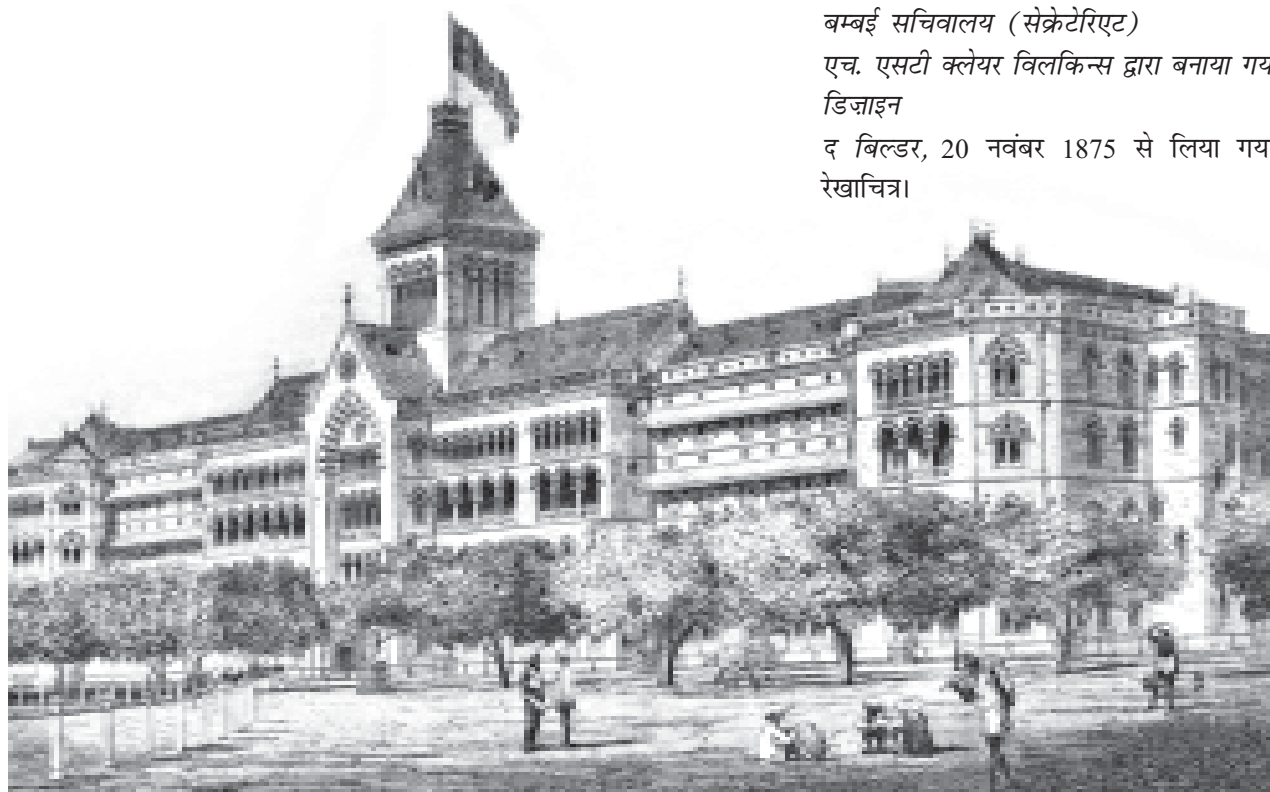 बम्बई सचिवालय (सेक्रेटेरिएट)
एच. एसटी क्लेयर विलकिन्स द्वारा बनाया गय
डिज़ाइन
द बिल्डर, 20 नवंबर 1875 से लिया गय
रेखाचित्र।